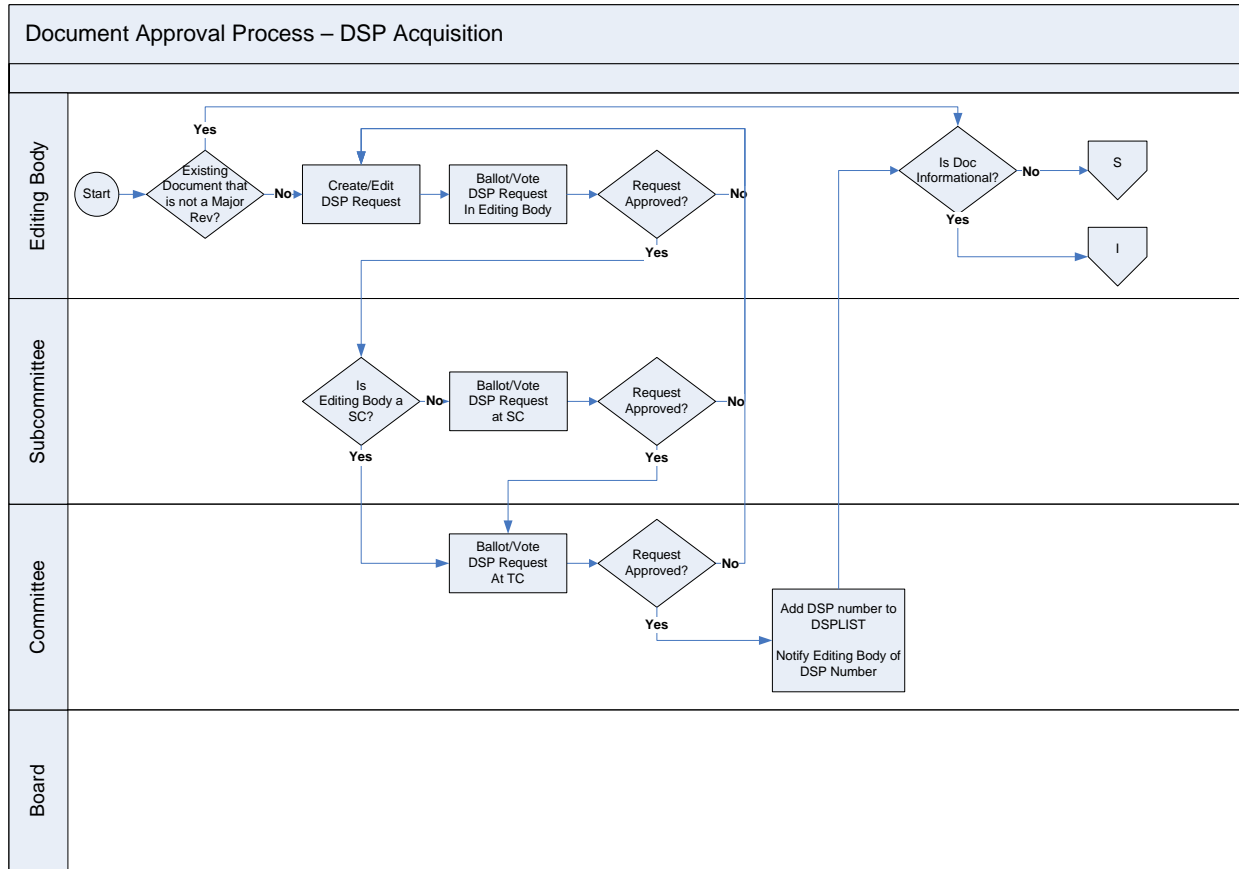 Document Approval Process – DSP Acquisition
Editing Body
Start
Existing
Document that
is not a Major
Rev?
Yes
No
Create/Edit
DSP Request
Ballot/Vote
DSP Request
In Editing Body
Request
Approved?
No
Yes
Is Doc
Informational?
No
Yes
S
I
Subcommittee
Is
Editing Body a
SC?
No
Yes
Ballot/Vote
DSP Request
at SC
Request
Approved?
No
Yes
Committee
Ballot/Vote
DSP Request
At TC
Request
Approved?
No
Yes
Add DSP number to
DSPLIST
Notify Editing Body of
DSP Number
Board